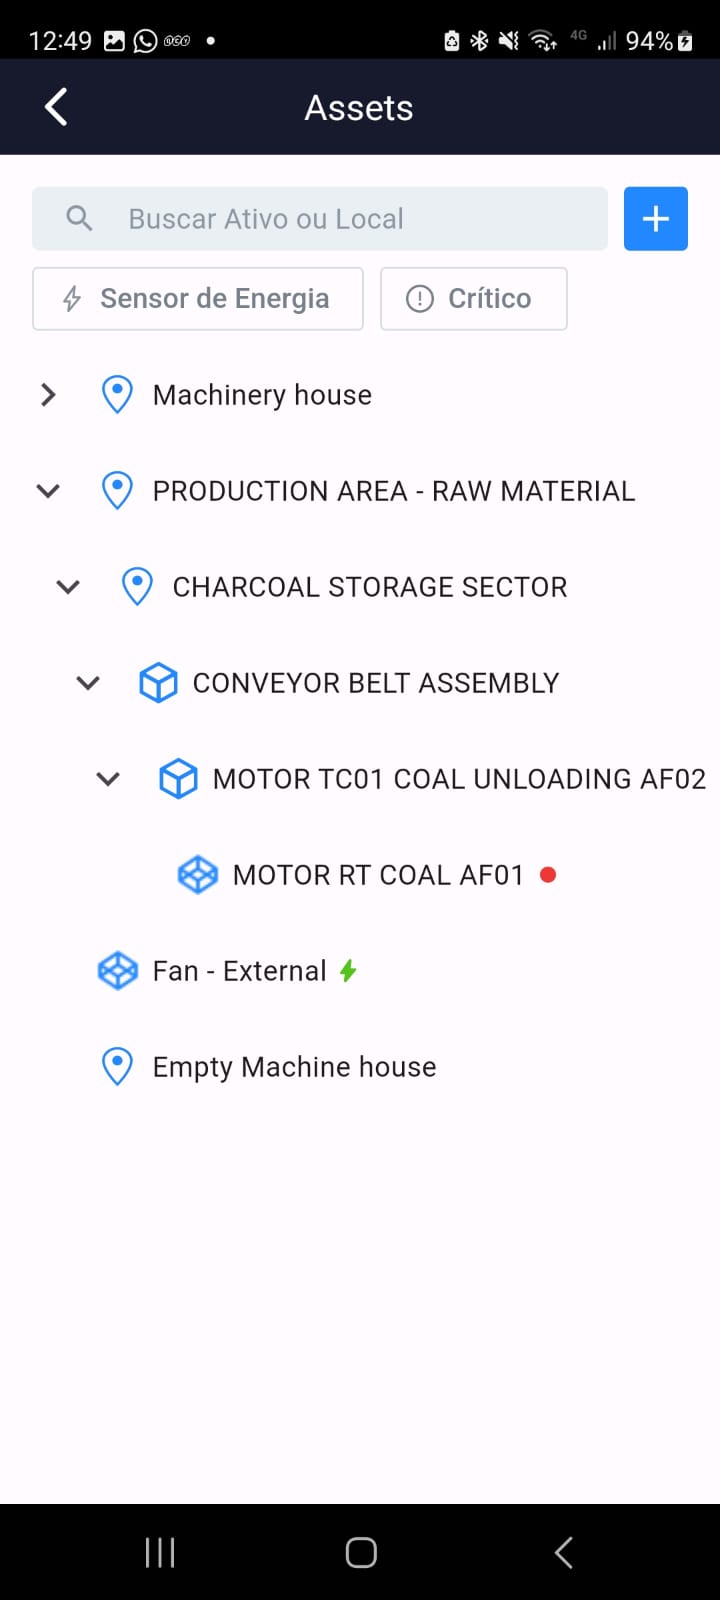 12:49
4G 94%
Assets
Buscar Ativo ou Local
Sensor de Energia Crítico
Machinery house
PRODUCTION AREA - RAW MATERIAL
CHARCOAL STORAGE SECTOR
CONVEYOR BELT ASSEMBLY
MOTOR TC01 COAL UNLOADING AF02
MOTOR RT COAL AF01
Fan - External
Empty Machine house